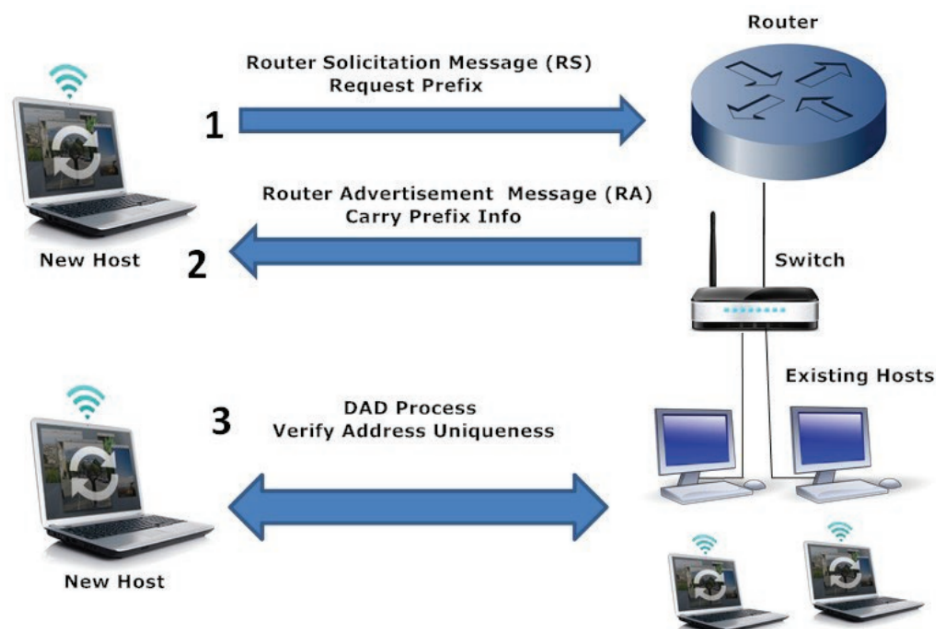 Router
Router Solicitation Message (RS)
Request Prefix
1
Router Advertisement Message (RA)
Carry Prefix Info
New Host
2
Switch
Existing Hosts
3
DAD Process
Verify Address Uniqueness
New Host